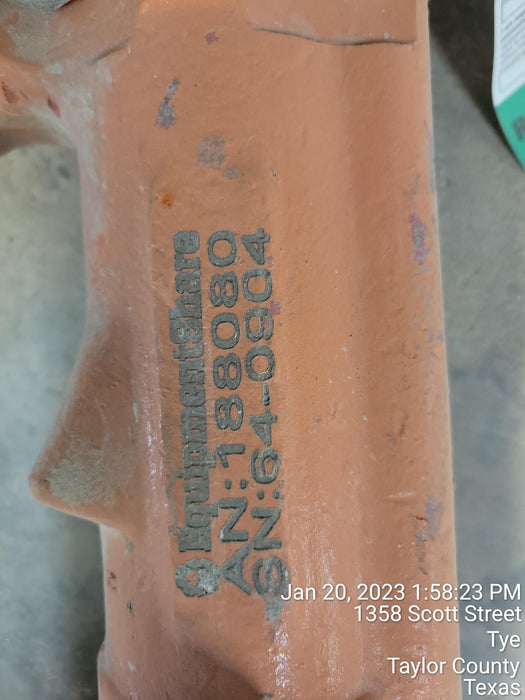 EquipmentShare
AN:188080
SN:64-0904
Jan 20, 2023 1:58:23 PM
1358 Scott Street
Tye
Taylor County
Texas